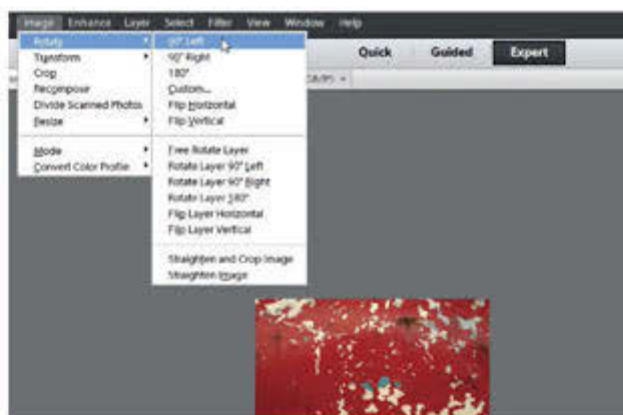 Image Enhance Layer Select Filter View Window Help
Quick Guided Expert
Rotate
Transform
Crop
Recompose
Divide Scanned Photos
Resize
Mode
Convert Color Profile
90° Left
90° Right
180°
Custom...
Flip Horizontal
Flip Vertical
Free Rotate Layer
Rotate Layer 90° Left
Rotate Layer 90° Right
Rotate Layer 180°
Flip Layer Horizontal
Flip Layer Vertical
Straighten and Crop Image
Straighten Image